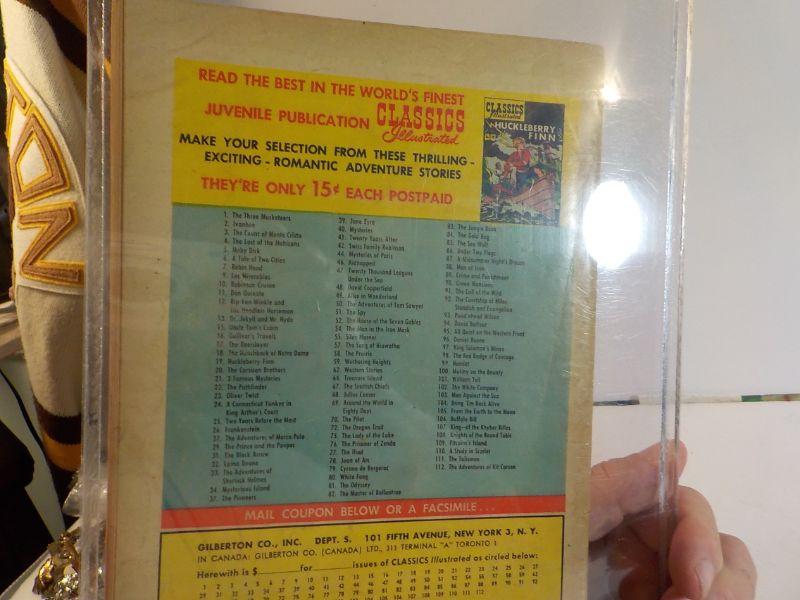 READ THE BEST IN THE WORLD'S FINEST
JUVENILE PUBLICATION CLASSICS Illustrated
MAKE YOUR SELECTION FROM THESE THRILLING -
EXCITING - ROMANTIC ADVENTURE STORIES
THEY'RE ONLY 15¢ EACH POSTPAID
CLASSICS Illustrated
HUCKLEBERRY FINN
1. The Three Musketeers
2. Ivanhoe
3. The Count of Monte Cristo
4. The Last of the Mohicans
5. Moby Dick
6. A Tale of Two Cities
7. Robin Hood
9. Les Miserables
10. Robinson Crusoe
11. Don Quixote
12. Rip Van Winkle and
the Headless Horseman
13. Dr. Jekyll and Mr. Hyde
15. Uncle Tom's Cabin
16. Gulliver's Travels
17. The Deerslayer
18. The Hunchback of Notre Dame
19. Huckleberry Finn
20. The Corsican Brothers
21. 3 Famous Mysteries
22. The Pathfinder
23. Oliver Twist
24. A Connecticut Yankee in
King Arthur's Court
25. Two Years Before the Mast
26. Frankenstein
27. The Adventures of Marco Polo
29. The Prince and the Pauper
31. The Black Arrow
32. Lorna Doone
33. The Adventures of
Sherlock Holmes
34. Mysterious Island
37. The Pioneers
39. Jane Eyre
40. Mysteries
41. Twenty Years After
42. Swiss Family Robinson
44. Mysteries of Paris
46. Kidnapped
47. Twenty Thousand Leagues
Under the Sea
48. David Copperfield
49. Alice in Wonderland
50. The Adventures of Tom Sawyer
51. The Spy
52. The House of the Seven Gables
54. The Man in the Iron Mask
55. Silas Marner
57. The Song of Hiawatha
58. The Prairie
59. Wuthering Heights
62. Western Stories
64. Treasure Island
67. The Scottish Chiefs
68. Julius Caesar
69. Around the World in
Eighty Days
70. The Pilot
72. The Oregon Trail
75. The Lady of the Lake
76. The Prisoner of Zenda
77. The Iliad
78. Joan of Arc
79. Cyrano de Bergerac
80. White Fang
81. The Odyssey
82. The Master of Ballantrae
83. The Jungle Book
84. The Gold Bug
85. The Sea Wolf
86. Under Two Flags
87. A Midsummer Night's Dream
88. Men of Iron
89. Crime and Punishment
90. Green Mansions
91. The Call of the Wild
92. The Courtship of Miles
Standish and Evangeline
93. Pudd'nhead Wilson
94. David Balfour
95. All Quiet on the Western Front
96. Daniel Boone
97. King Solomon's Mines
98. The Red Badge of Courage
99. Hamlet
100. Mutiny on the Bounty
101. William Tell
102. The White Company
103. Men Against the Sea
104. Bring 'Em Back Alive
105. From the Earth to the Moon
106. Buffalo Bill
107. King—of the Khyber Rifles
108. Knights of the Round Table
109. Pitcairn's Island
110. A Study in Scarlet
111. The Talisman
112. The Adventures of Kit Carson
MAIL COUPON BELOW OR A FACSIMILE...
GILBERTON CO., INC. DEPT. S. 101 FIFTH AVENUE, NEW YORK 3, N. Y.
IN CANADA: GILBERTON CO. (CANADA) LTD., 311 TERMINAL "A" TORONTO 1
Herewith is $ for issues of CLASSICS Illustrated as circled below: